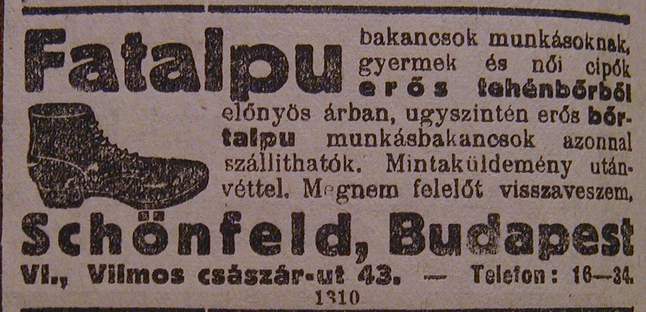 Fatalpu bakancsok munkásoknak,
gyermek és női cipők
erős tehénbőrből
előnyös árban, ugyszintén erős bőr-
talpu munkásbakancsok azonnal
szállithatók. Mintaküldemény után-
véttel. Megnem felelőt visszaveszem,
Schönfeld, Budapest
VI., Vilmos császár-ut 43. — Telefon: 16—34.
1310